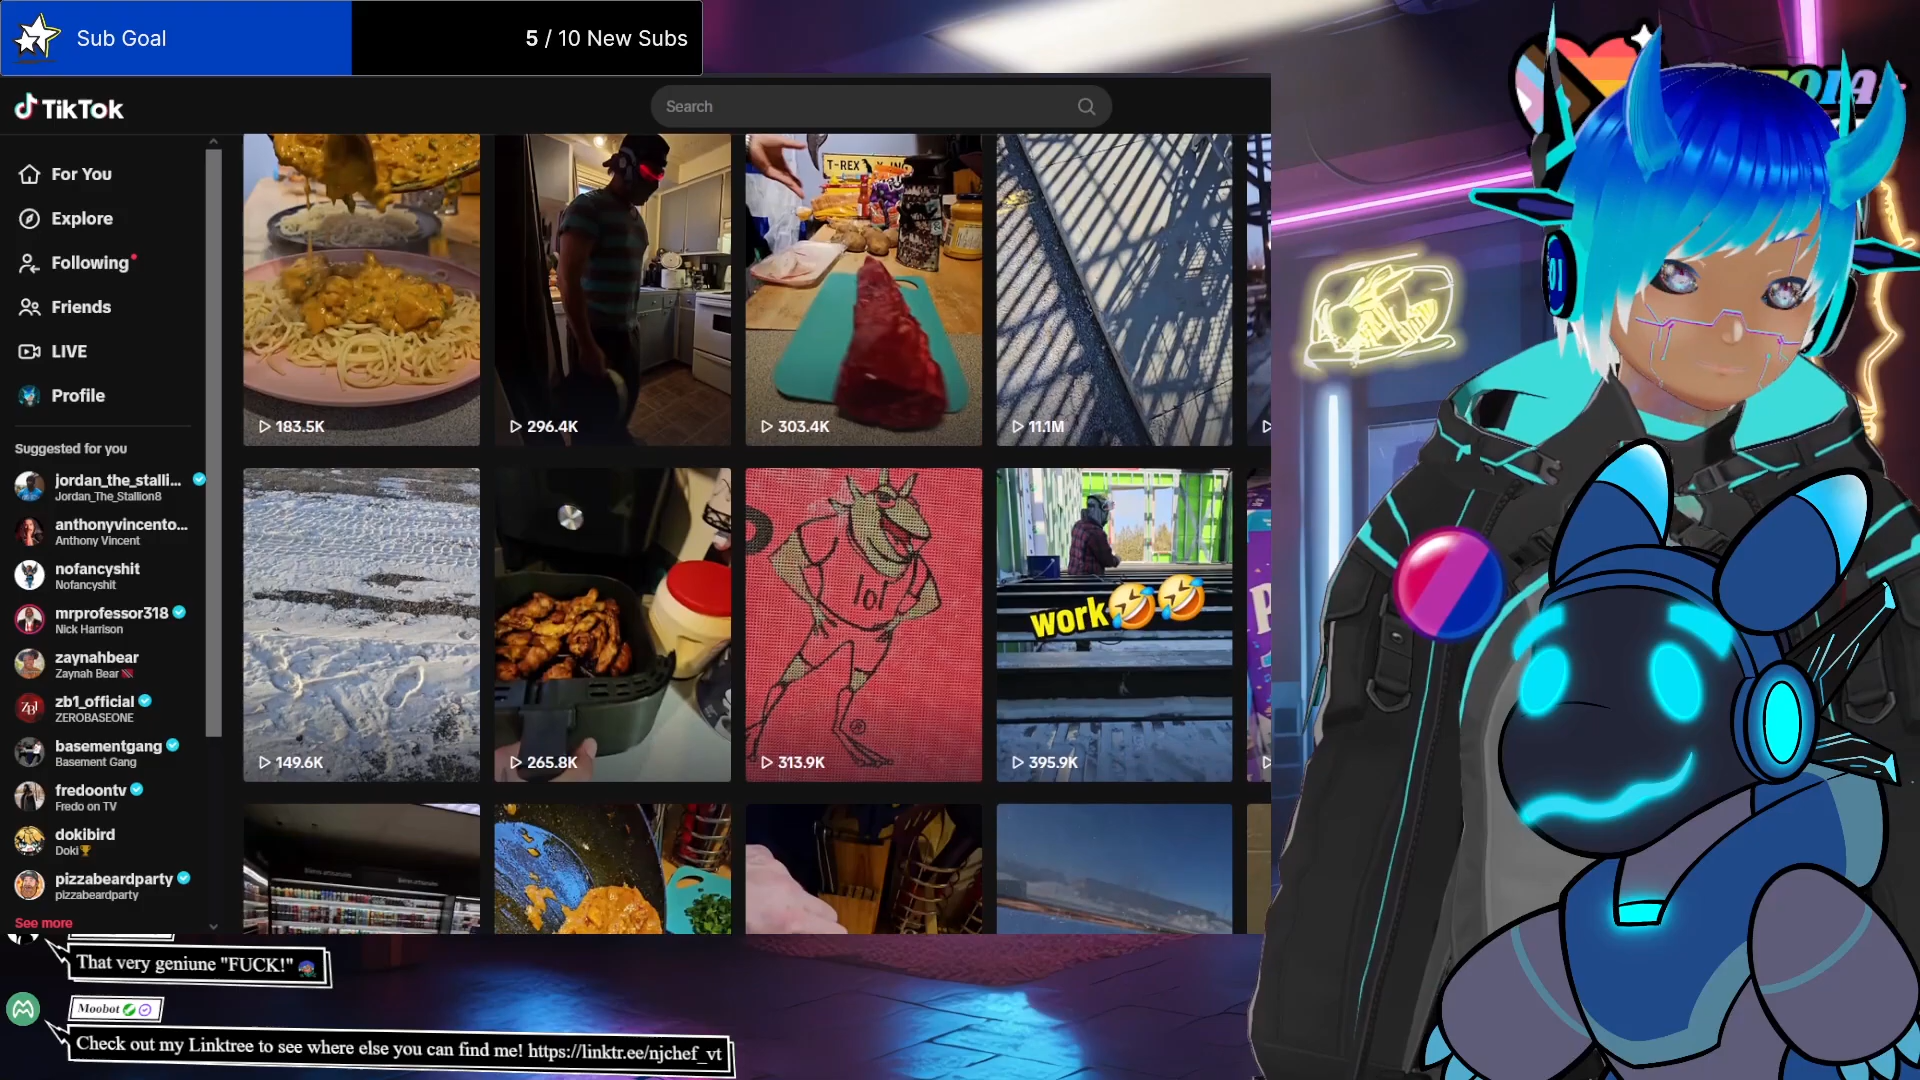 Sub Goal
5 / 10 New Subs
TikTok
Search
For You
Explore
Following
Friends
LIVE
Profile
Suggested for you
jordan_the_stalli...
Jordan_The_Stallion8
anthonyvincento...
Anthony Vincent
nofancyshit
Nofancyshit
mrprofessor318
Nick Harrison
zaynahbear
Zaynah Bear
zb1_official
ZEROBASEONE
basementgang
Basement Gang
fredoontv
Fredo on TV
dokibird
Doki
pizzabeardparty
pizzabeardparty
See more
T-REX
183.5K
296.4K
303.4K
11.1M
lol
work
149.6K
265.8K
313.9K
395.9K
01
That very geniune "FUCK!"
Moobot
Check out my Linktree to see where else you can find me! https://linktr.ee/njchef_vt